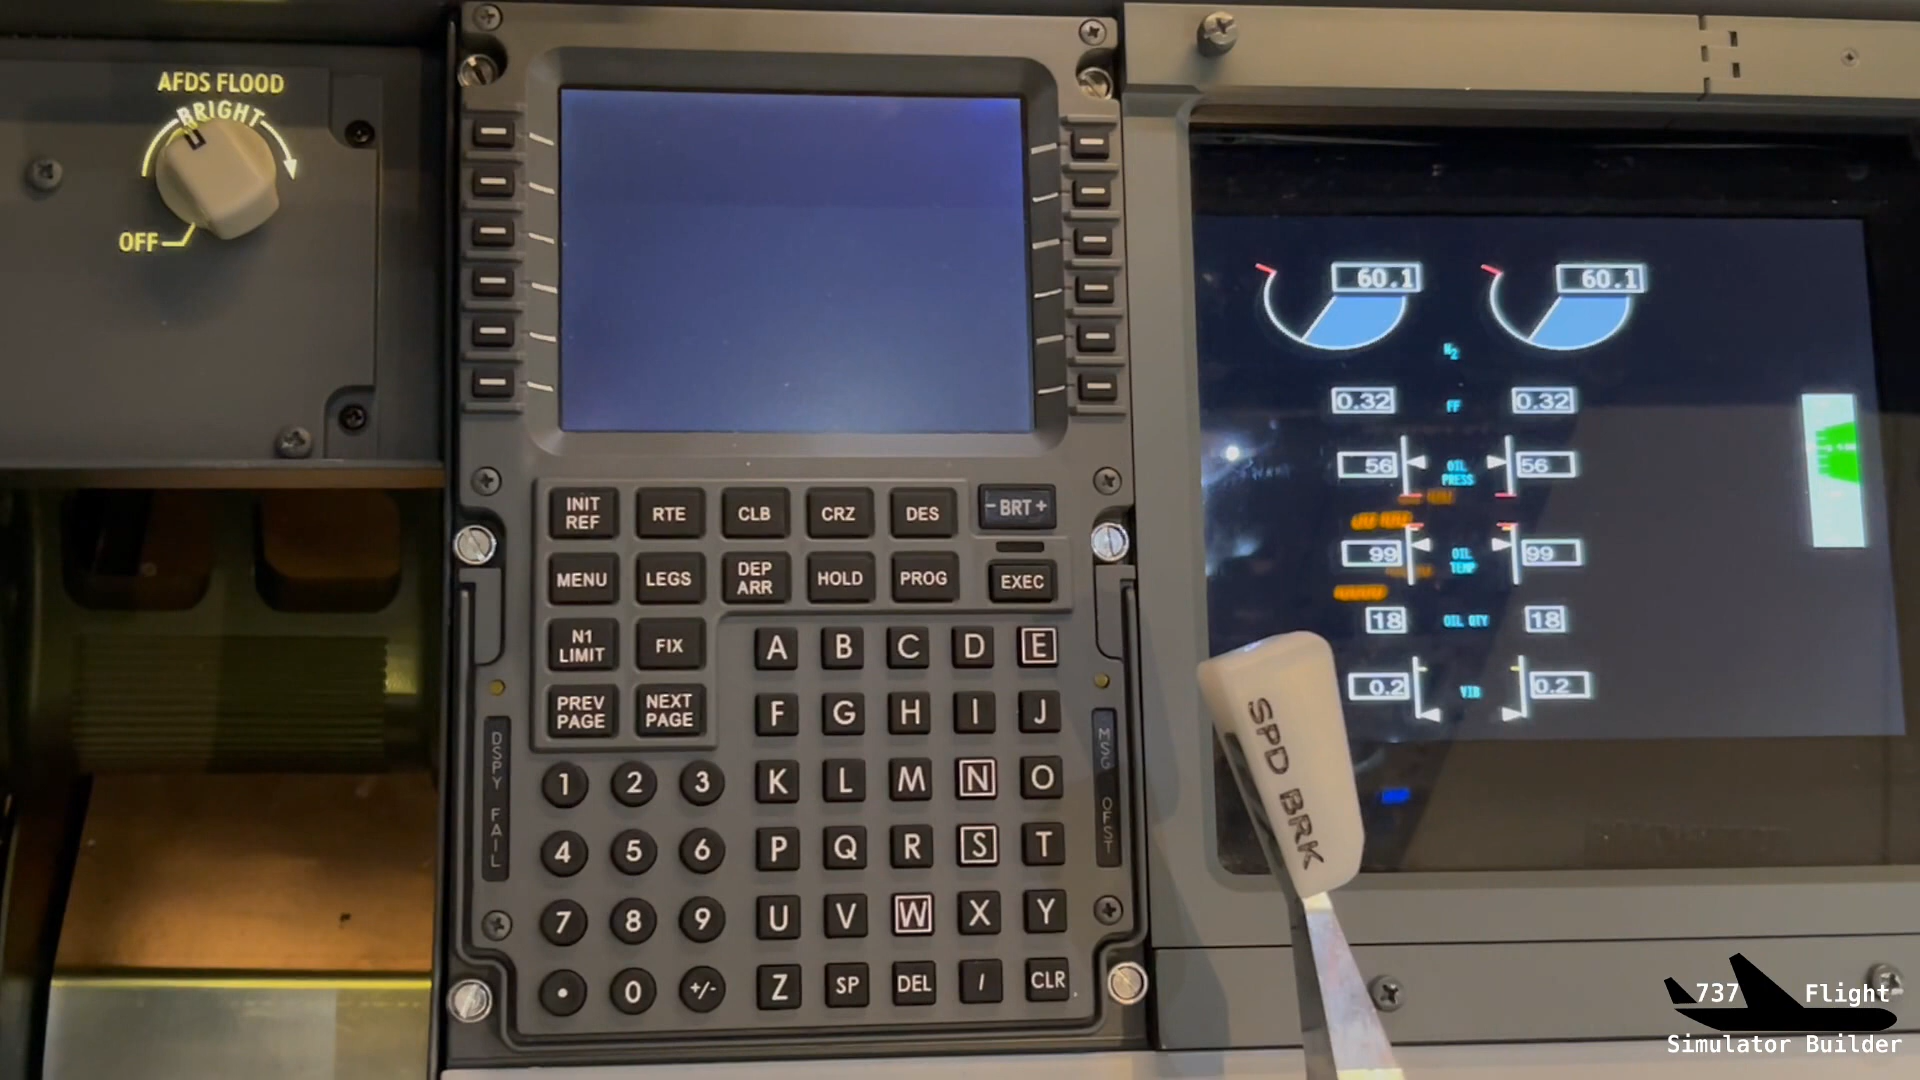 AFDS FLOOD
BRIGHT
OFF
INIT
REF
RTE
CLB
CRZ
DES
- BRT +
MENU
LEGS
DEP
ARR
HOLD
PROG
EXEC
N1
LIMIT
FIX
PREV
PAGE
NEXT
PAGE
A B C D E
F G H I J
K L M N O
P Q R S T
U V W X Y
Z SP DEL / CLR
1 2 3
4 5 6
7 8 9
. 0 +/-
DSPY FAIL
MSG OFST
60.1 60.1
N2
0.32 FF 0.32
56 OIL 56
PRESS
99 OIL 99
TEMP
18 OIL QTY 18
0.2 VIB 0.2
SPD BRK
737 Flight
Simulator Builder